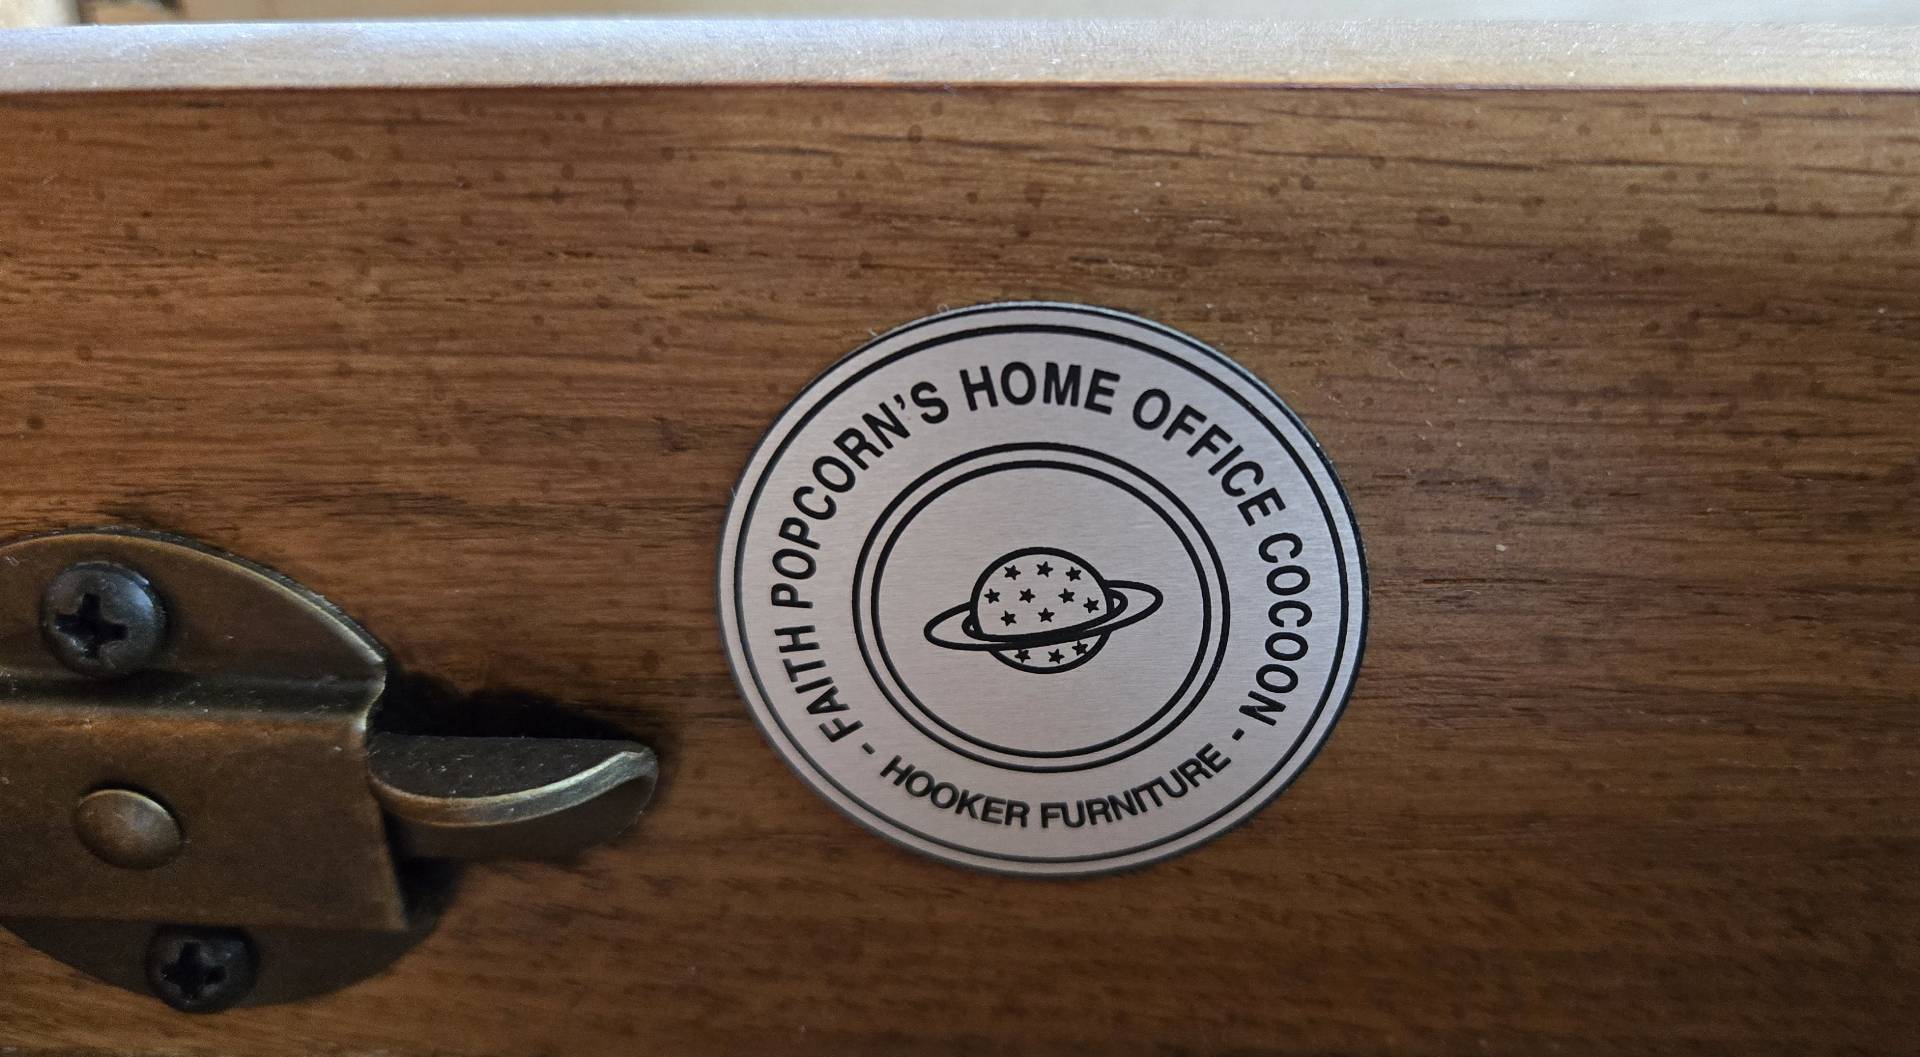 FAITH POPCORN'S HOME OFFICE COCOON
- HOOKER FURNITURE -